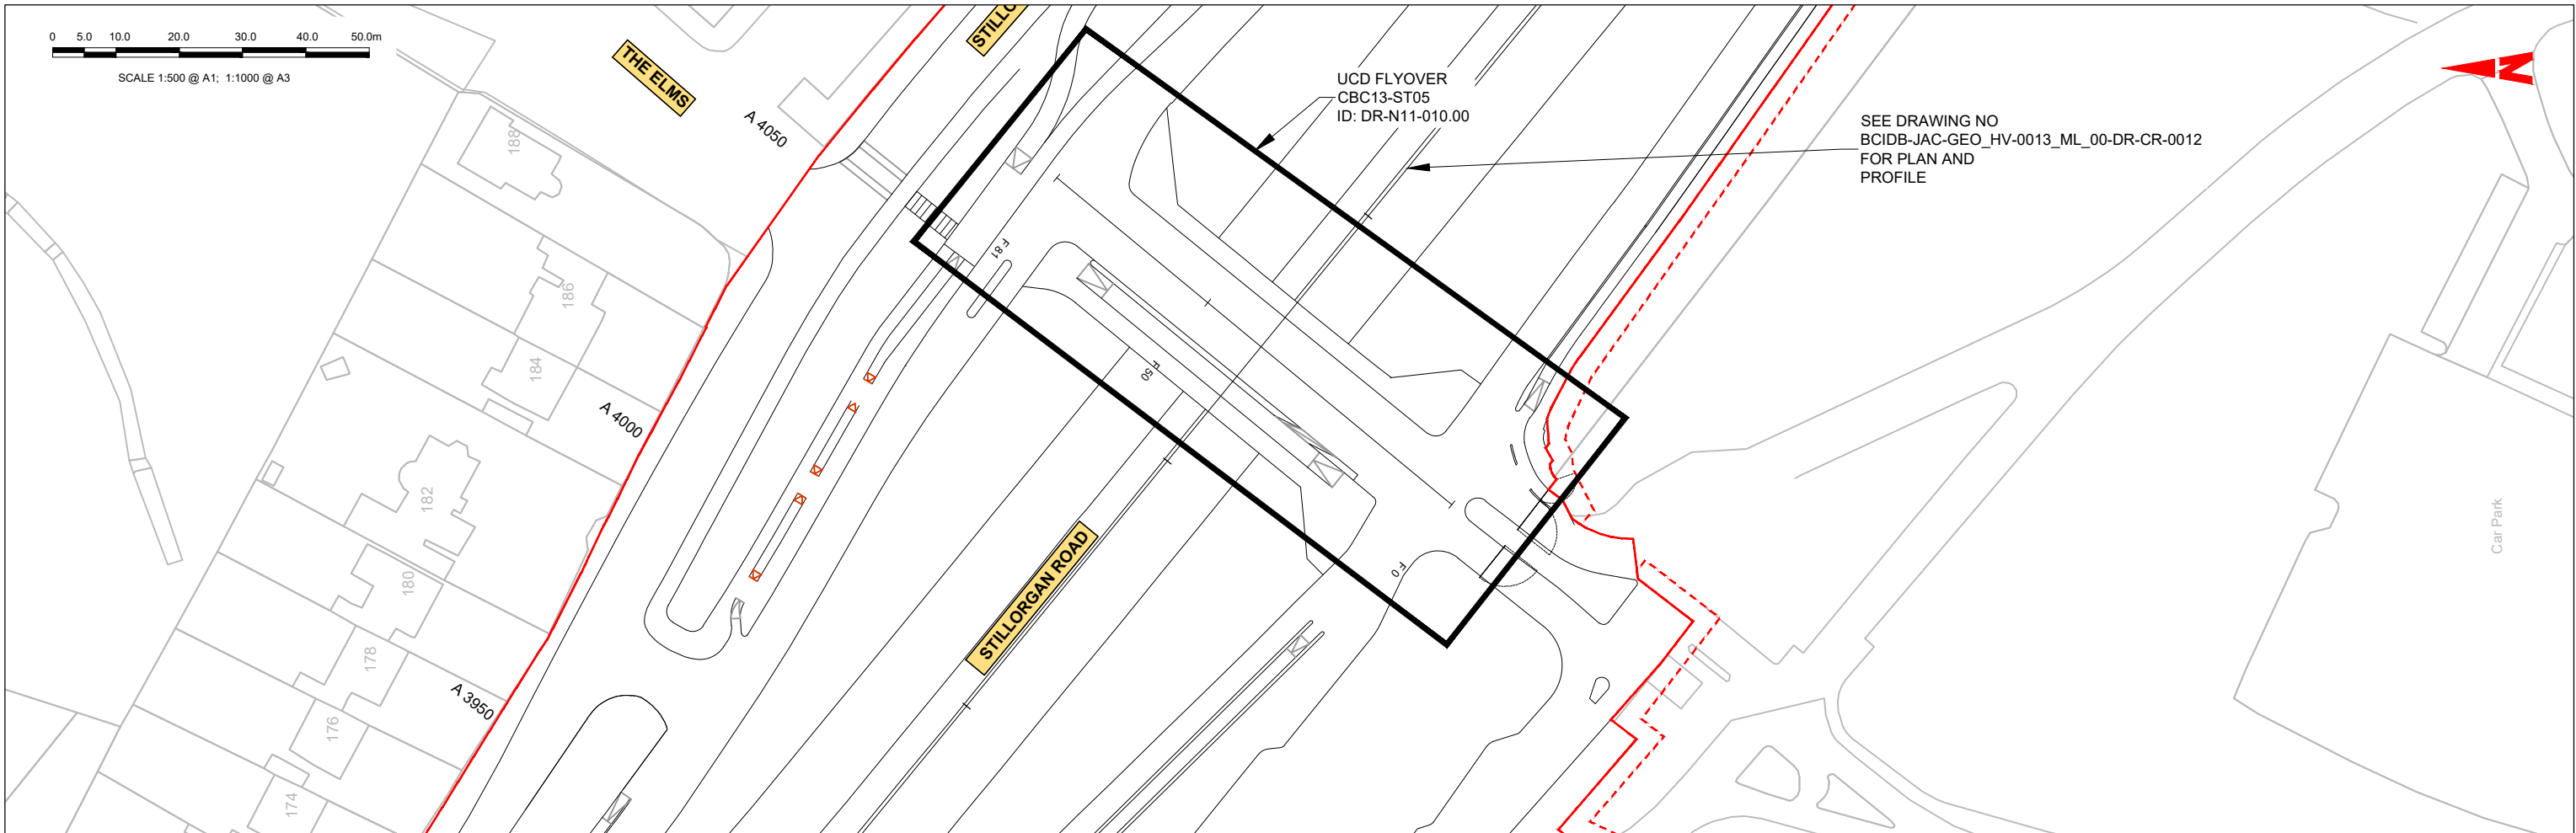 0 5.0 10.0 20.0 30.0 40.0 50.0m
SCALE 1:500 @ A1; 1:1000 @ A3
THE ELMS
STILLO
A 4050
UCD FLYOVER
CBC13-ST05
ID: DR-N11-010.00
SEE DRAWING NO
BCIDB-JAC-GEO_HV-0013_ML_00-DR-CR-0012
FOR PLAN AND
PROFILE
N
188
186
184
182
180
178
176
174
A 4000
A 3950
F 81
F 50
F 0
STILLORGAN ROAD
Car Park